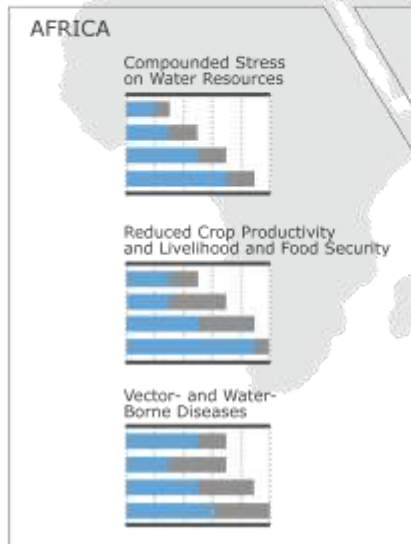 AFRICA
Compounded Stress
on Water Resources
Reduced Crop Productivity
and Livelihood and Food Security
Vector- and Water-
Borne Diseases